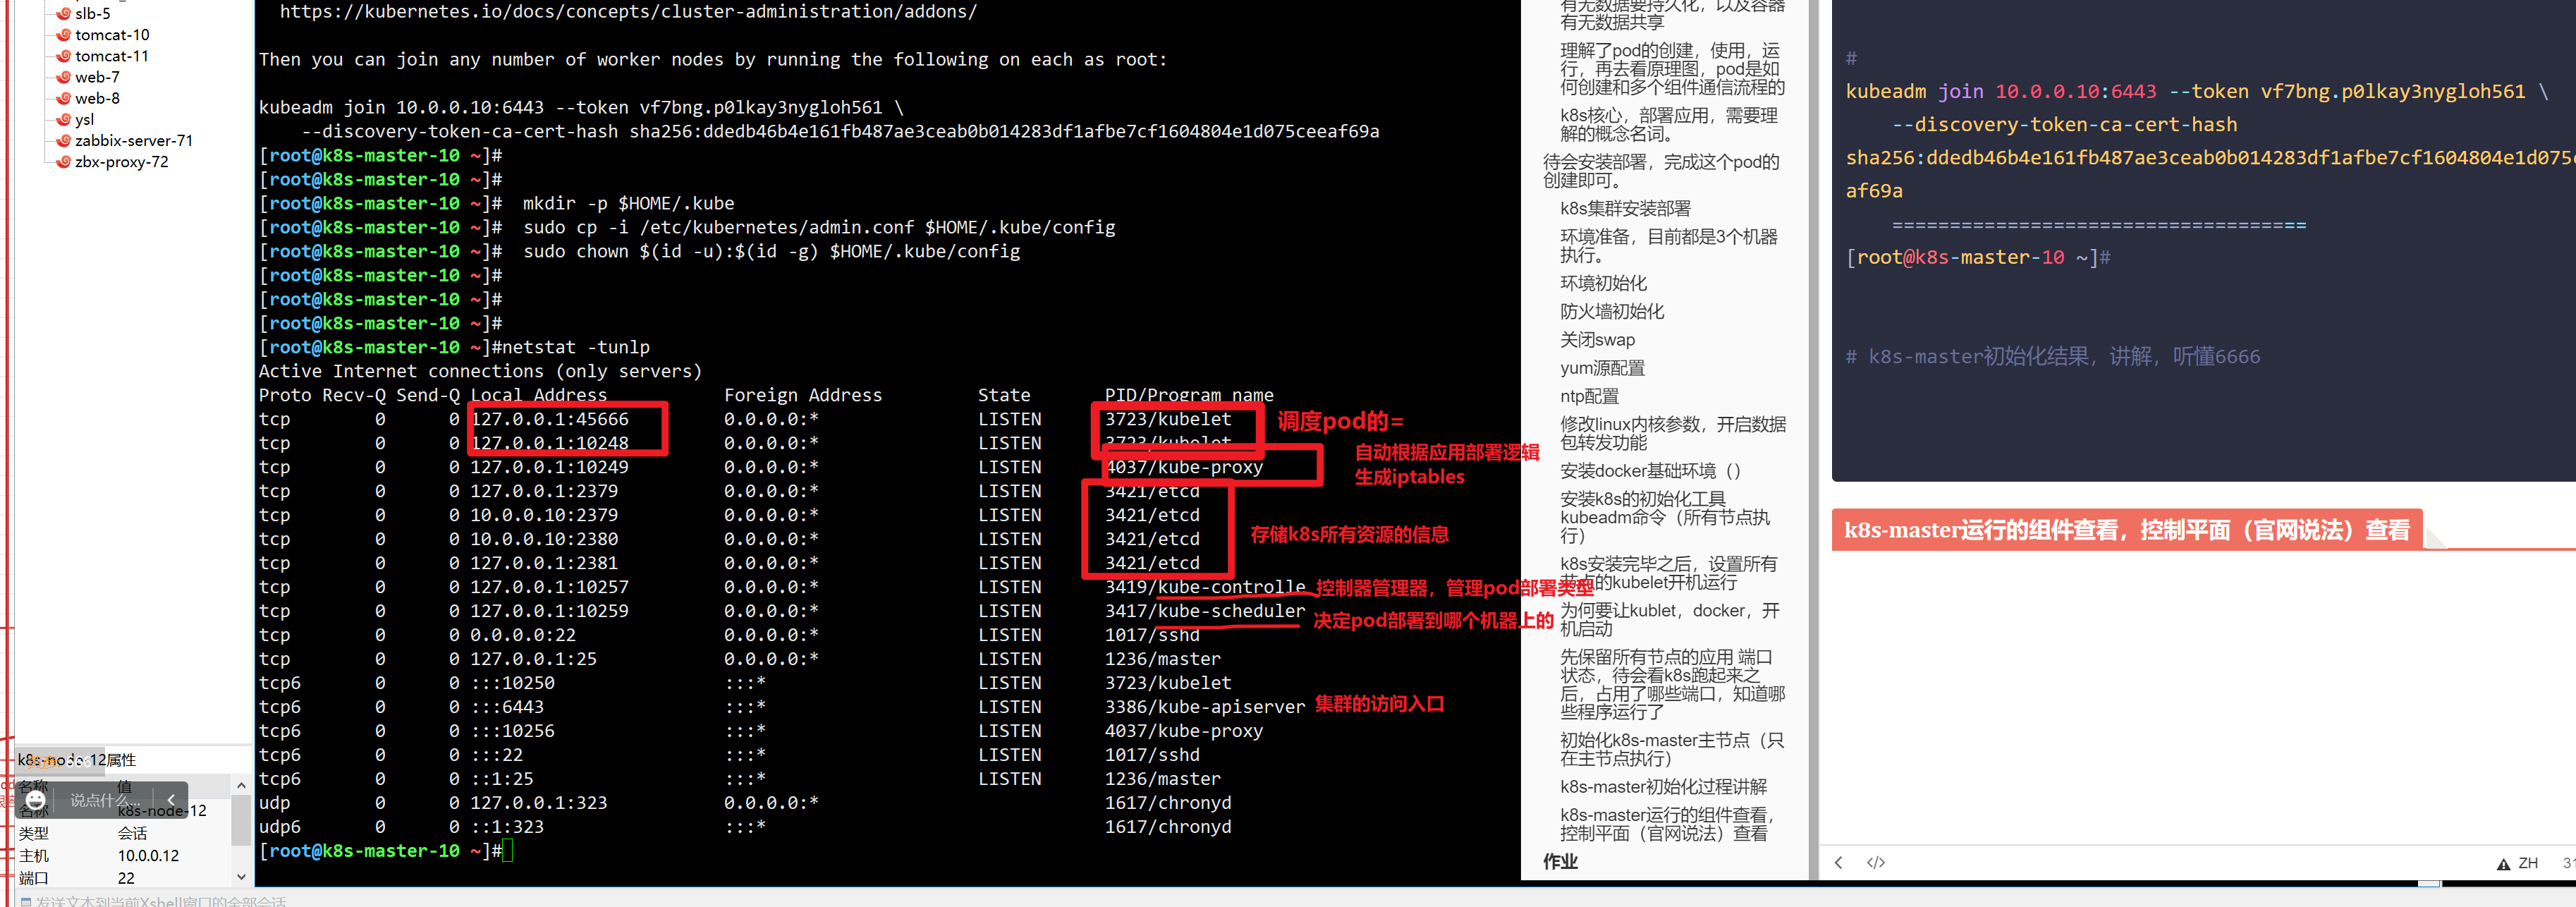 slb-5
tomcat-10
tomcat-11
web-7
web-8
ysl
zabbix-server-71
zbx-proxy-72
k8s-node-12属性
名称 值
说点什么...
名称 k8s-node-12
类型 会话
主机 10.0.0.12
端口 22
发送文本到当前Xshell窗口的全部会话
https://kubernetes.io/docs/concepts/cluster-administration/addons/
Then you can join any number of worker nodes by running the following on each as root:
kubeadm join 10.0.0.10:6443 --token vf7bng.p0lkay3nygloh561 \
--discovery-token-ca-cert-hash sha256:ddedb46b4e161fb487ae3ceab0b014283df1afbe7cf1604804e1d075ceeaf69a
[root@k8s-master-10 ~]#
[root@k8s-master-10 ~]#
[root@k8s-master-10 ~]#  mkdir -p $HOME/.kube
[root@k8s-master-10 ~]#  sudo cp -i /etc/kubernetes/admin.conf $HOME/.kube/config
[root@k8s-master-10 ~]#  sudo chown $(id -u):$(id -g) $HOME/.kube/config
[root@k8s-master-10 ~]#
[root@k8s-master-10 ~]#
[root@k8s-master-10 ~]#
[root@k8s-master-10 ~]#netstat -tunlp
Active Internet connections (only servers)
Proto Recv-Q Send-Q Local Address           Foreign Address         State       PID/Program name
tcp        0      0 127.0.0.1:45666         0.0.0.0:*               LISTEN      3723/kubelet 调度pod的=
tcp        0      0 127.0.0.1:10248         0.0.0.0:*               LISTEN      3723/kubelet
自动根据应用部署逻辑
tcp        0      0 127.0.0.1:10249         0.0.0.0:*               LISTEN      4037/kube-proxy
生成iptables
tcp        0      0 127.0.0.1:2379          0.0.0.0:*               LISTEN      3421/etcd
tcp        0      0 10.0.0.10:2379          0.0.0.0:*               LISTEN      3421/etcd
存储k8s所有资源的信息
tcp        0      0 10.0.0.10:2380          0.0.0.0:*               LISTEN      3421/etcd
tcp        0      0 127.0.0.1:2381          0.0.0.0:*               LISTEN      3421/etcd
tcp        0      0 127.0.0.1:10257         0.0.0.0:*               LISTEN      3419/kube-controlle 控制器管理器，管理pod部署类型
tcp        0      0 127.0.0.1:10259         0.0.0.0:*               LISTEN      3417/kube-scheduler 决定pod部署到哪个机器上的
tcp        0      0 0.0.0.0:22              0.0.0.0:*               LISTEN      1017/sshd
tcp        0      0 127.0.0.1:25            0.0.0.0:*               LISTEN      1236/master
tcp6       0      0 :::10250                :::*                    LISTEN      3723/kubelet
tcp6       0      0 :::6443                 :::*                    LISTEN      3386/kube-apiserver 集群的访问入口
tcp6       0      0 :::10256                :::*                    LISTEN      4037/kube-proxy
tcp6       0      0 :::22                   :::*                    LISTEN      1017/sshd
tcp6       0      0 ::1:25                  :::*                    LISTEN      1236/master
udp        0      0 127.0.0.1:323           0.0.0.0:*                           1617/chronyd
udp6       0      0 ::1:323                 :::*                                1617/chronyd
[root@k8s-master-10 ~]#
有无数据要持久化，以及容器
有无数据共享
理解了pod的创建，使用，运
行，再去看原理图，pod是如
何创建和多个组件通信流程的
k8s核心，部署应用，需要理
解的概念名词。
待会安装部署，完成这个pod的
创建即可。
k8s集群安装部署
环境准备，目前都是3个机器
执行。
环境初始化
防火墙初始化
关闭swap
yum源配置
ntp配置
修改linux内核参数，开启数据
包转发功能
安装docker基础环境（）
安装k8s的初始化工具
kubeadm命令（所有节点执
行）
k8s安装完毕之后，设置所有
节点的kubelet开机运行
为何要让kublet，docker，开
机启动
先保留所有节点的应用 端口
状态，待会看k8s跑起来之
后，占用了哪些端口，知道哪
些程序运行了
初始化k8s-master主节点（只
在主节点执行）
k8s-master初始化过程讲解
k8s-master运行的组件查看，
控制平面（官网说法）查看
作业
#
kubeadm join 10.0.0.10:6443 --token vf7bng.p0lkay3nygloh561 \
--discovery-token-ca-cert-hash
sha256:ddedb46b4e161fb487ae3ceab0b014283df1afbe7cf1604804e1d075
af69a
====================================
[root@k8s-master-10 ~]#
# k8s-master初始化结果，讲解，听懂6666
k8s-master运行的组件查看，控制平面（官网说法）查看
</> ZH 31